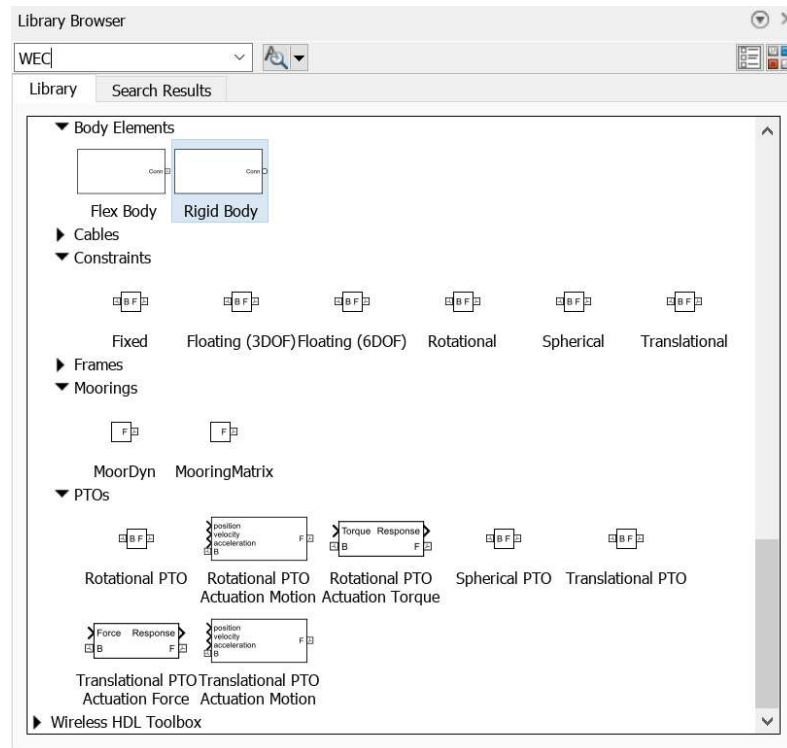 Library Browser
WEC
Library Search Results
Body Elements
Conn Conn
Flex Body Rigid Body
Cables
Constraints
B F B F B F B F B F B F
Fixed Floating (3DOF) Floating (6DOF) Rotational Spherical Translational
Frames
Moorings
F F
MoorDyn MooringMatrix
PTOs
B F position velocity acceleration B F Torque Response B F B F B F
Rotational PTO Rotational PTO Rotational PTO Spherical PTO Translational PTO
Actuation Motion Actuation Torque
Force Response B F position velocity acceleration B F
Translational PTO Translational PTO
Actuation Force Actuation Motion
Wireless HDL Toolbox